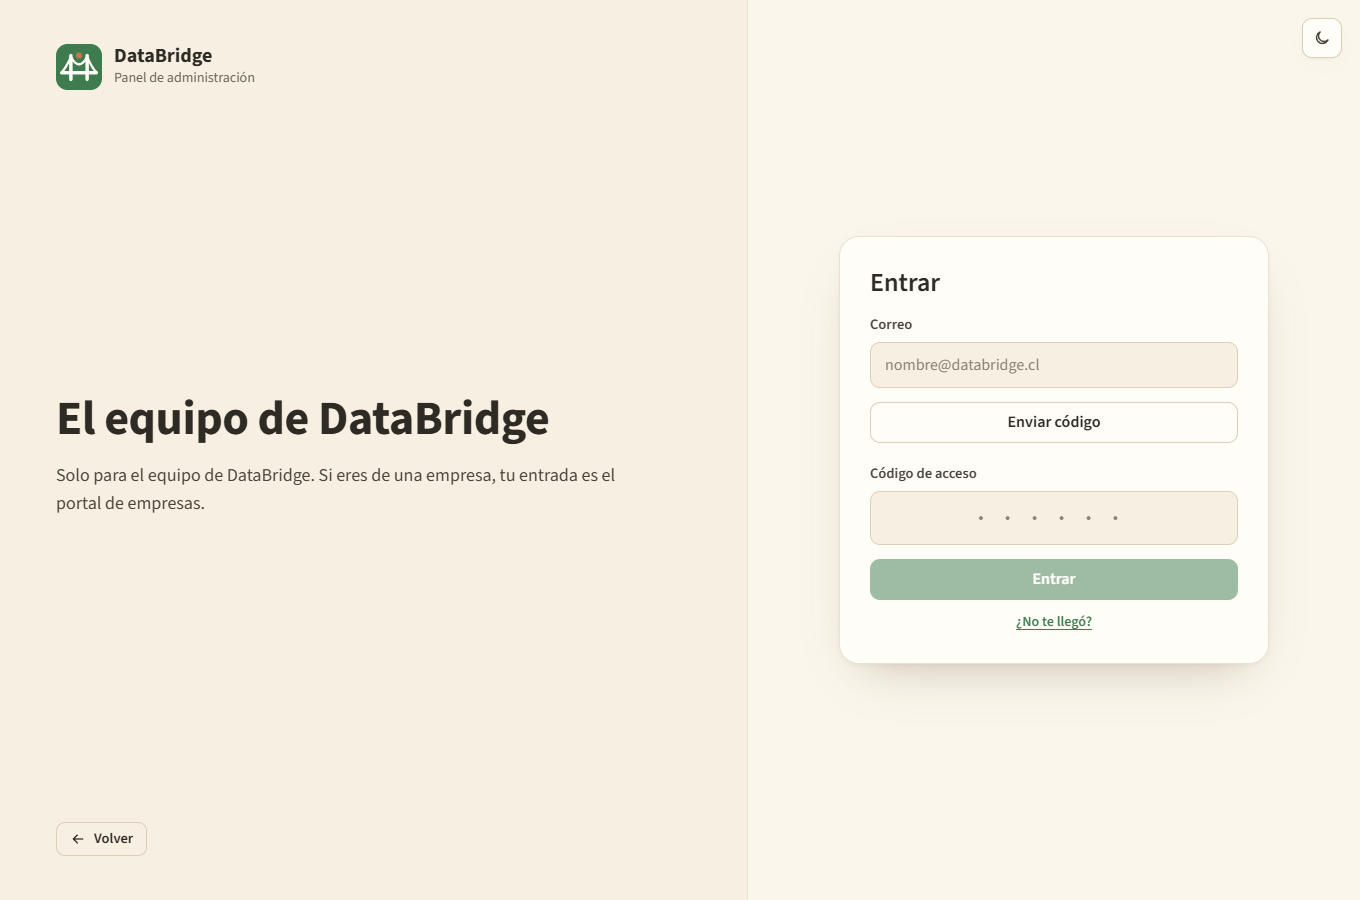 DataBridge
Panel de administración
El equipo de DataBridge
Solo para el equipo de DataBridge. Si eres de una empresa, tu entrada es el
portal de empresas.
Volver
Entrar
Correo
nombre@databridge.cl
Enviar código
Código de acceso
• • • • • •
Entrar
¿No te llegó?